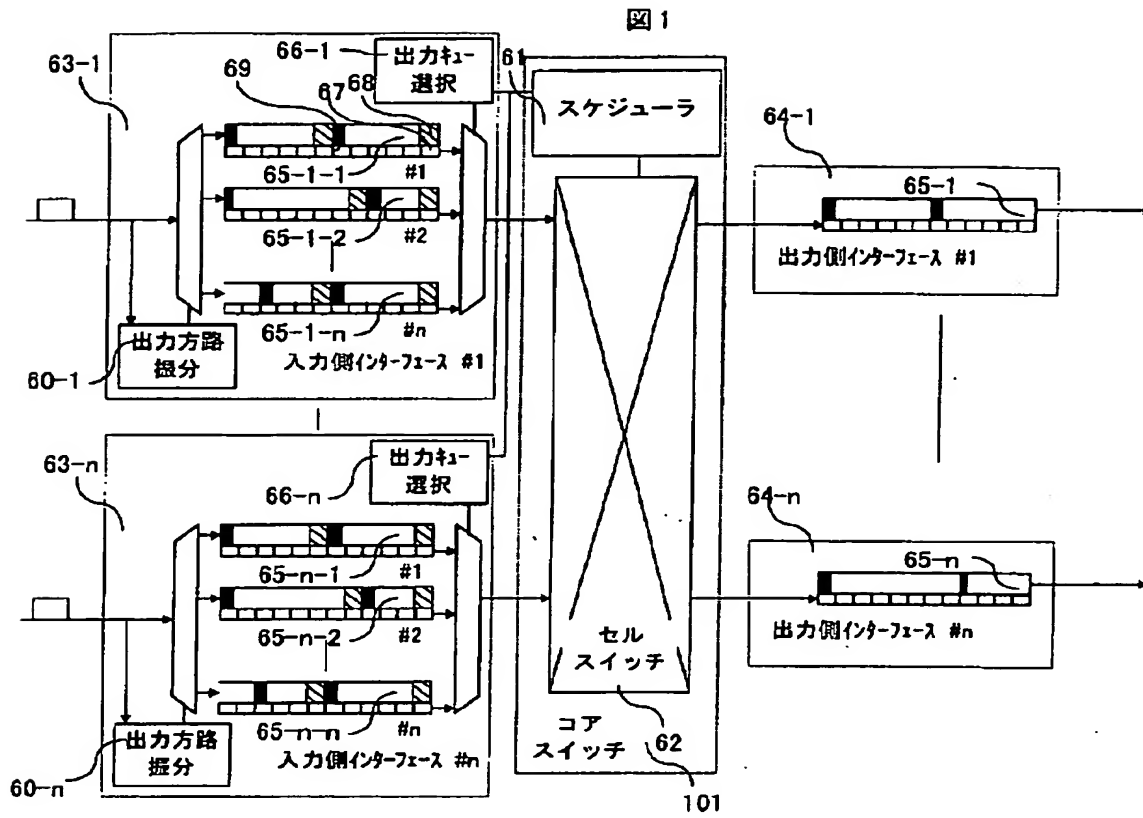 図1
66-1
出力キュー
選択
63-1
69
67
68
61
スケジューラ
64-1
65-1-1
#1
65-1
65-1-2
#2
出力側インターフェース #1
65-1-n
#n
出力方路
振分
入力側インターフェース #1
60-1
63-n
出力キュー
選択
66-n
64-n
65-n-1
#1
65-n
65-n-2
#2
出力側インターフェース #n
セル
スイッチ
65-n-n
#n
出力方路
振分
入力側インターフェース #n
コア
スイッチ
62
60-n
101